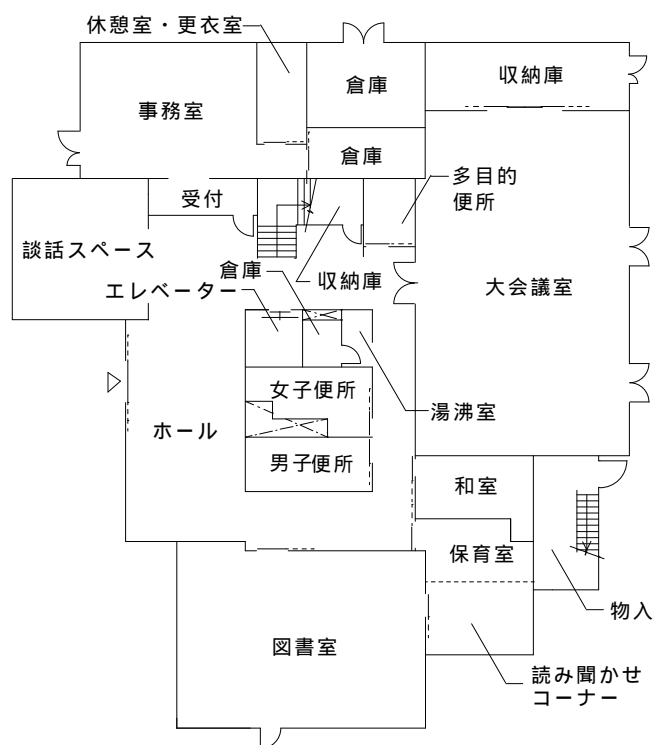 休憩室・更衣室
倉庫
収納庫
事務室
倉庫
受付
多目的
便所
談話スペース
倉庫
収納庫
エレベーター
大会議室
女子便所
湯沸室
ホール
男子便所
和室
保育室
物入
図書室
読み聞かせ
コーナー